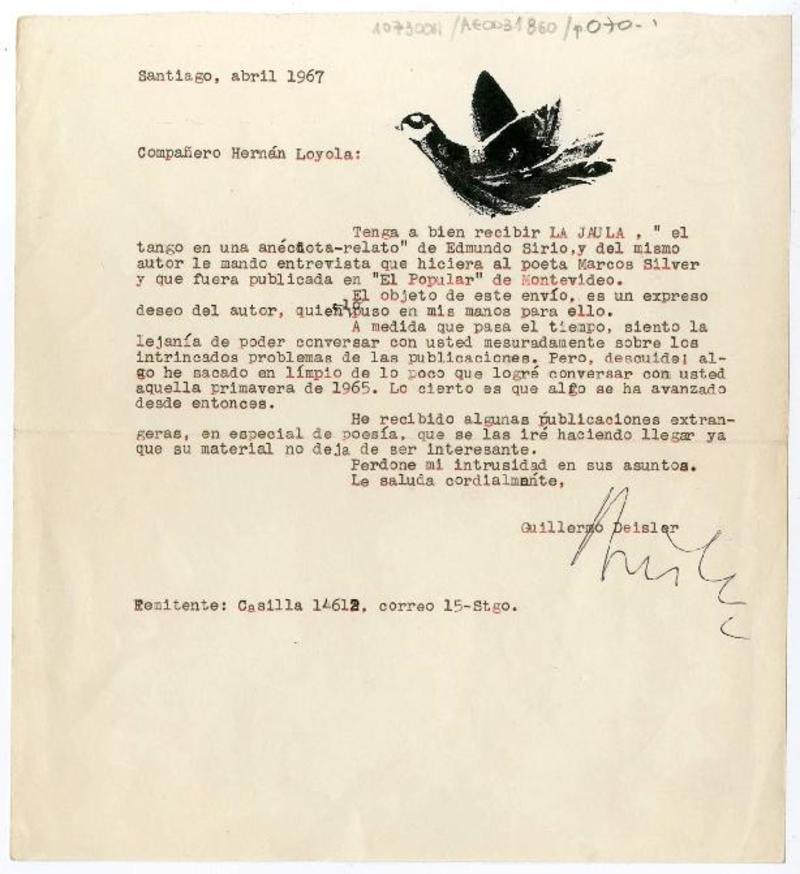 1073001/AE0031860/p070-1
Santiago, abril 1967
Compañero Hernán Loyola:
Tenga a bien recibir LA JAULA , " el
tango en una anécdota-relato" de Edmundo Sirio,y del mismo
autor le mando entrevista que hiciera al poeta Marcos Silver
y que fuera publicada en "El Popular" de Montevideo.
El objeto de este envío, es un expreso
deseo del autor, quien lo puso en mis manos para ello.
A medida que pasa el tiempo, siento la
lejanía de poder conversar con usted mesuradamente sobre los
intrincados problemas de las publicaciones. Pero, descuide; al-
go he sacado en límpio de lo poco que logré conversar con usted
aquella primavera de 1965. Lo cierto es que algo se ha avanzado
desde entonces.
He recibido algunas publicaciones extran-
geras, en especial de poesía, que se las iré haciendo llegar ya
que su material no deja de ser interesante.
Perdone mi intrusidad en sus asuntos.
Le saluda cordialmente,
Guillermo Deisler
Remitente: Casilla 14612, correo 15-Stgo.